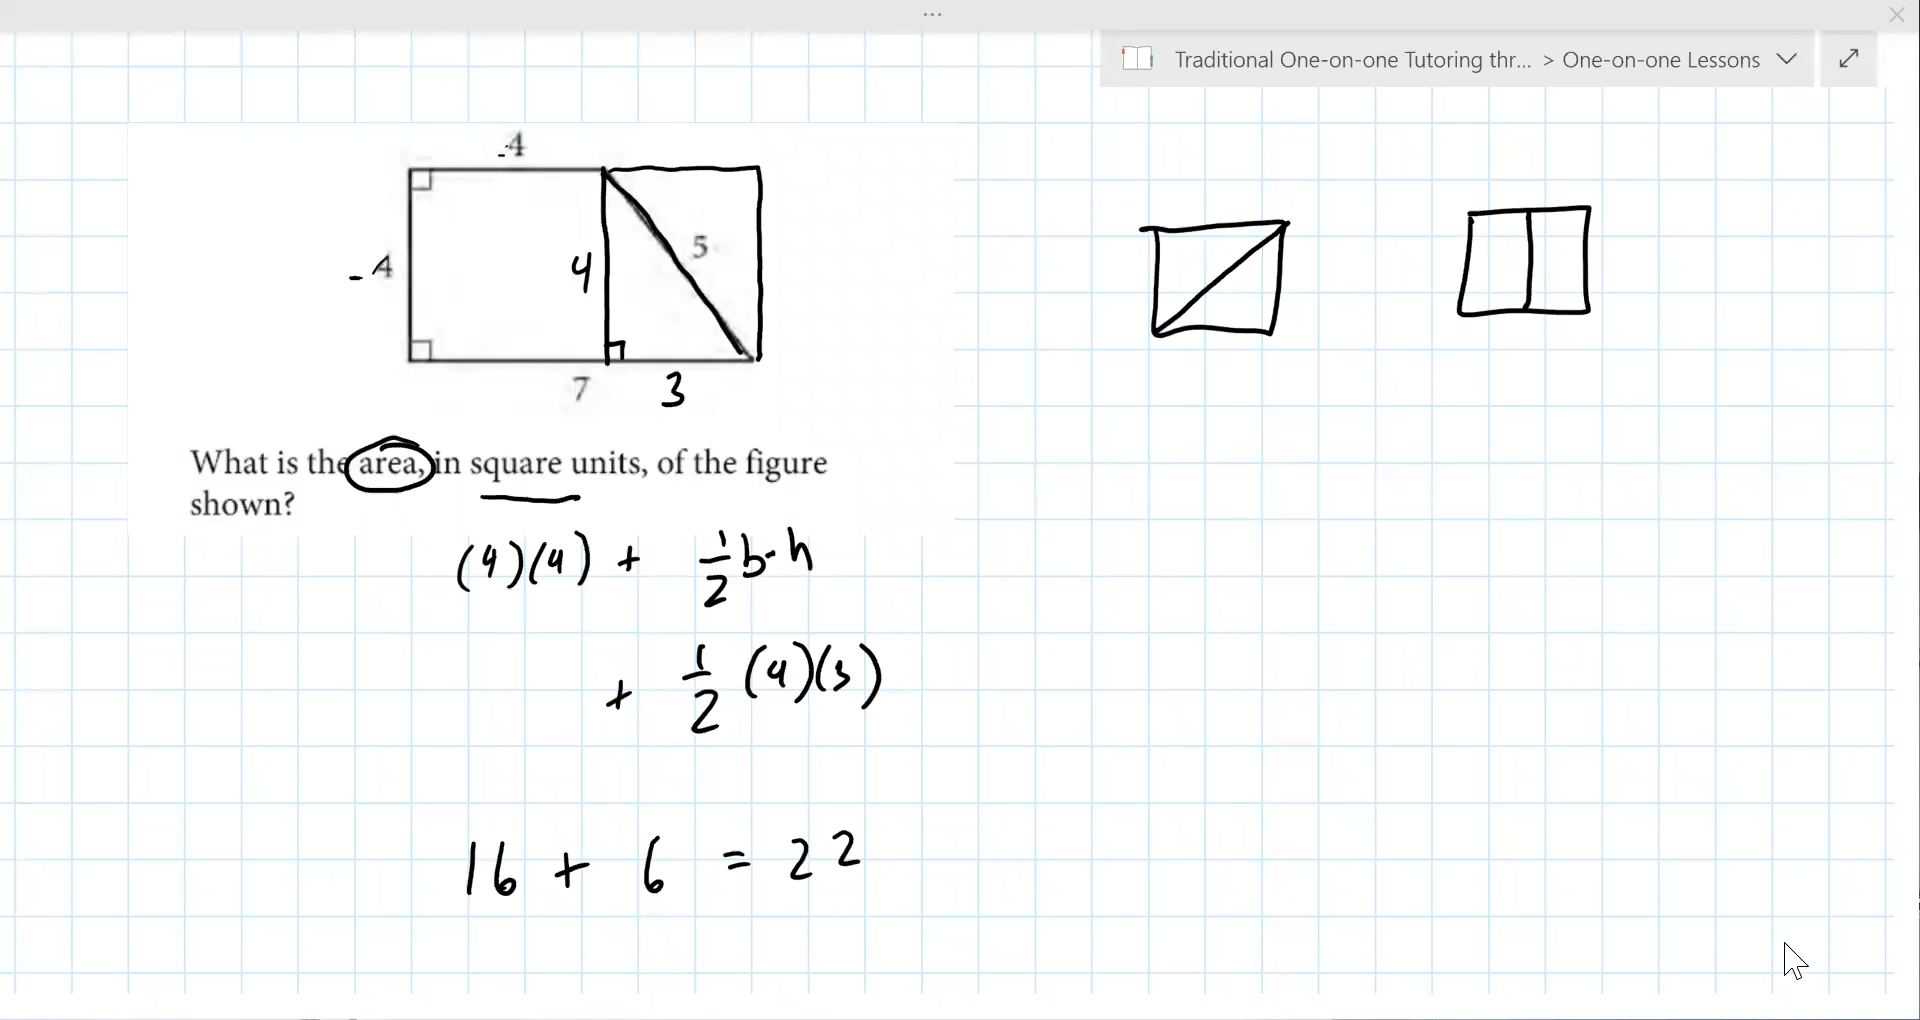 ...
Traditional One-on-one Tutoring thr... > One-on-one Lessons
-4
-4
4
5
7
3
What is the area, in square units, of the figure
shown?
(4)(4) + 1/2 b·h
+ 1/2 (4)(3)
16 + 6 = 22